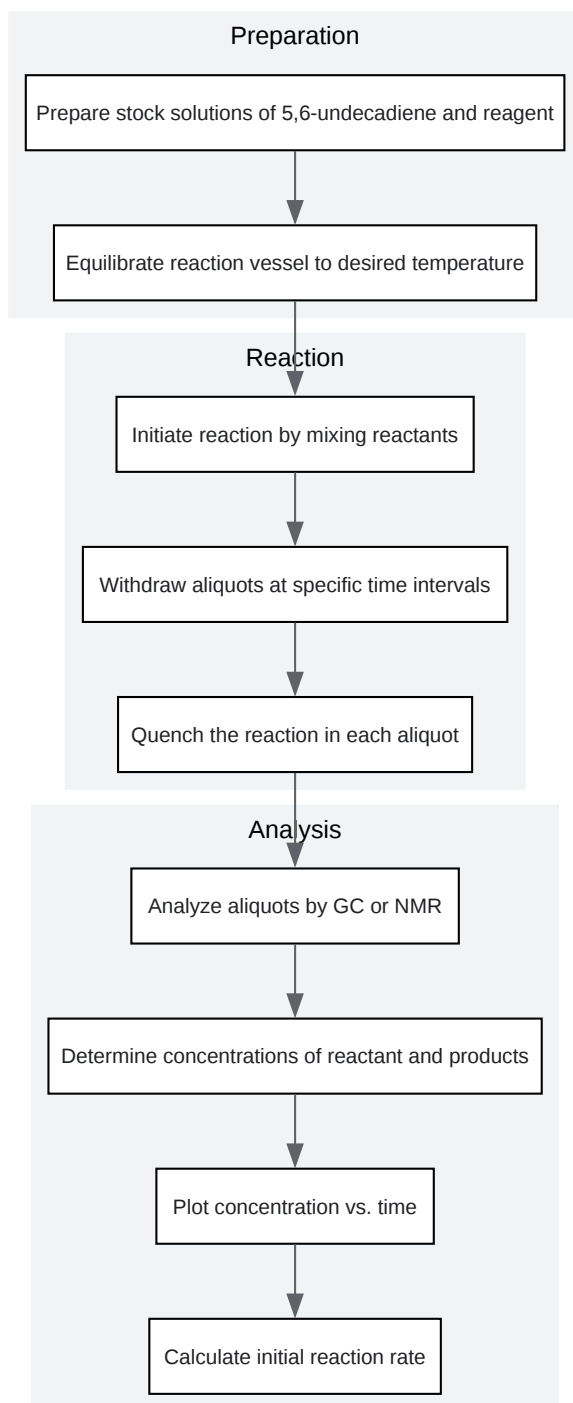 Preparation
Prepare stock solutions of 5,6-undecadiene and reagent
Equilibrate reaction vessel to desired temperature
Reaction
Initiate reaction by mixing reactants
Withdraw aliquots at specific time intervals
Quench the reaction in each aliquot
Analysis
Analyze aliquots by GC or NMR
Determine concentrations of reactant and products
Plot concentration vs. time
Calculate initial reaction rate